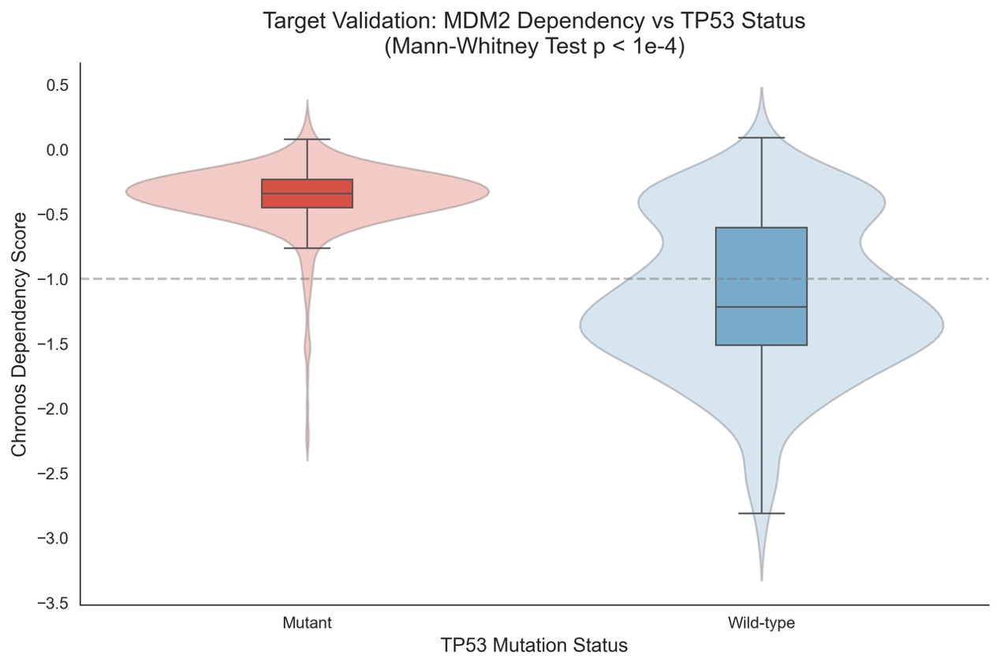 Target Validation: MDM2 Dependency vs TP53 Status
(Mann-Whitney Test p < 1e-4)
Chronos Dependency Score
0.5
0.0
−0.5
−1.0
−1.5
−2.0
−2.5
−3.0
−3.5
Mutant
Wild-type
TP53 Mutation Status